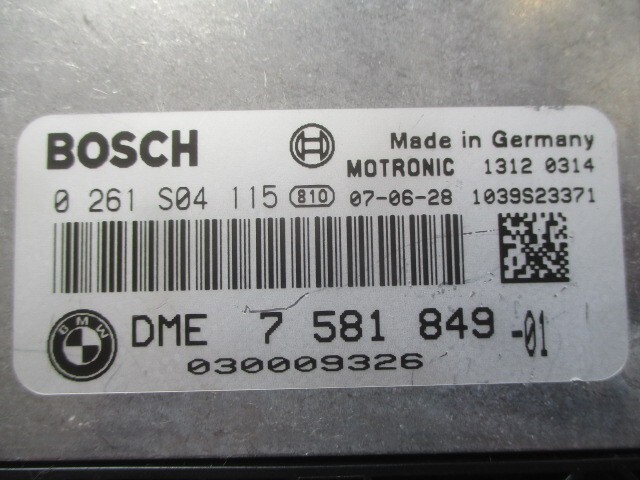 BOSCH Made in Germany
MOTRONIC 1312 0314
0 261 S04 115 810 07-06-28 1039S23371
BMW DME 7 581 849 -01
030009326